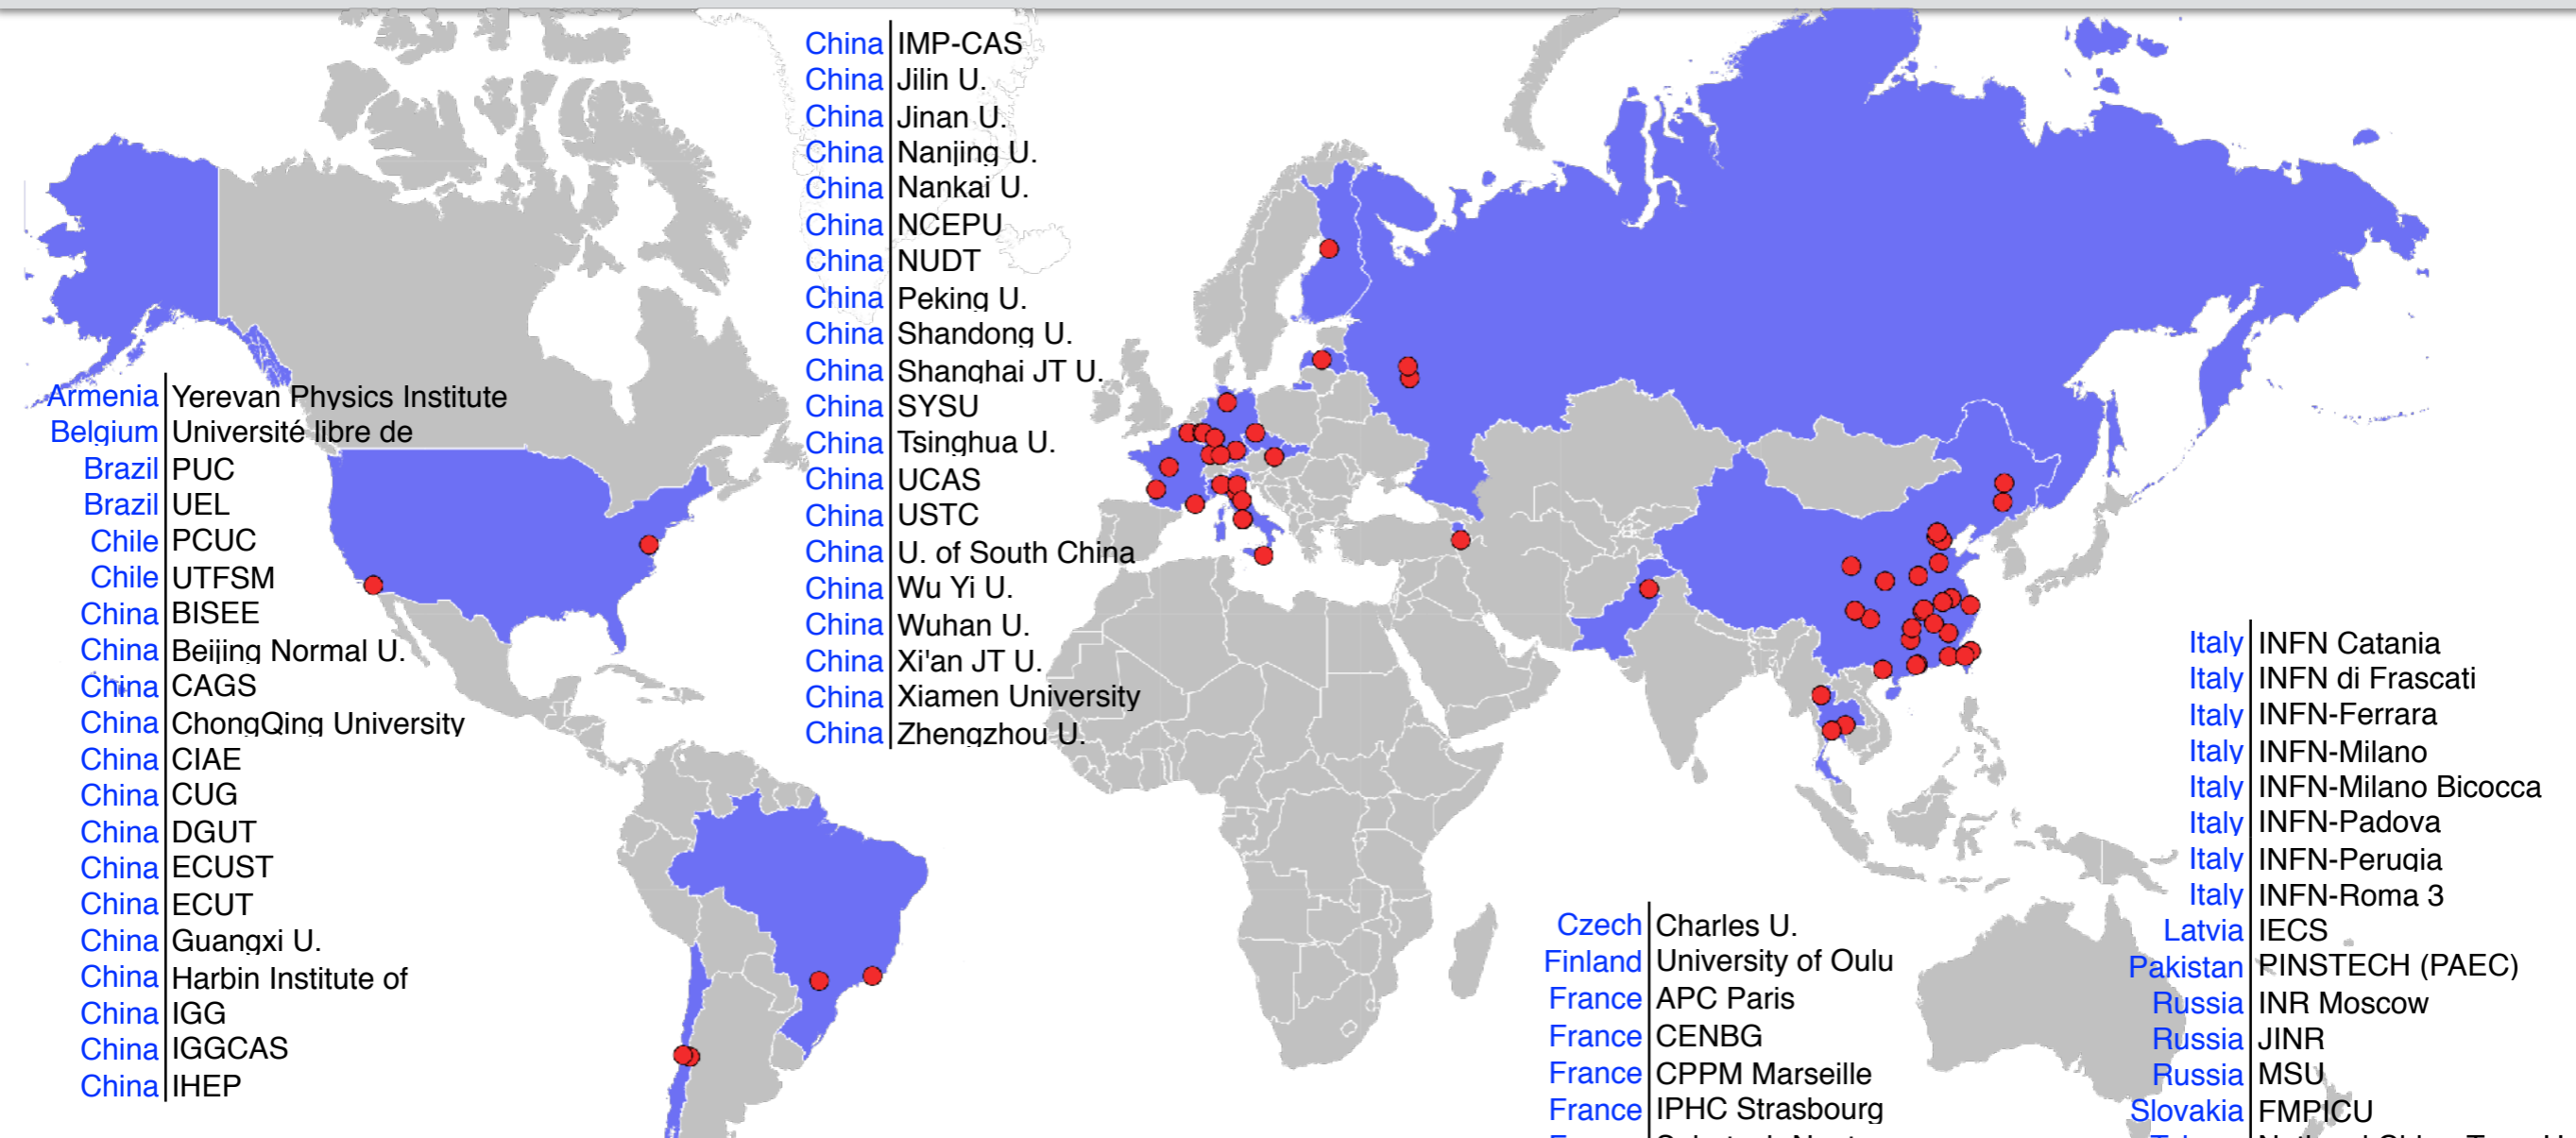 Armenia Yerevan Physics Institute
Belgium Université libre de
Brazil PUC
Brazil UEL
Chile PCUC
Chile UTFSM
China BISEE
China Beijing Normal U.
China CAGS
China ChongQing University
China CIAE
China CUG
China DGUT
China ECUST
China ECUT
China Guangxi U.
China Harbin Institute of
China IGG
China IGGCAS
China IHEP
China IMP-CAS
China Jilin U.
China Jinan U.
China Nanjing U.
China Nankai U.
China NCEPU
China NUDT
China Peking U.
China Shandong U.
China Shanghai JT U.
China SYSU
China Tsinghua U.
China UCAS
China USTC
China U. of South China
China Wu Yi U.
China Wuhan U.
China Xi'an JT U.
China Xiamen University
China Zhengzhou U.
Czech Charles U.
Finland University of Oulu
France APC Paris
France CENBG
France CPPM Marseille
France IPHC Strasbourg
Italy INFN Catania
Italy INFN di Frascati
Italy INFN-Ferrara
Italy INFN-Milano
Italy INFN-Milano Bicocca
Italy INFN-Padova
Italy INFN-Perugia
Italy INFN-Roma 3
Latvia IECS
Pakistan PINSTECH (PAEC)
Russia INR Moscow
Russia JINR
Russia MSU
Slovakia FMPICU